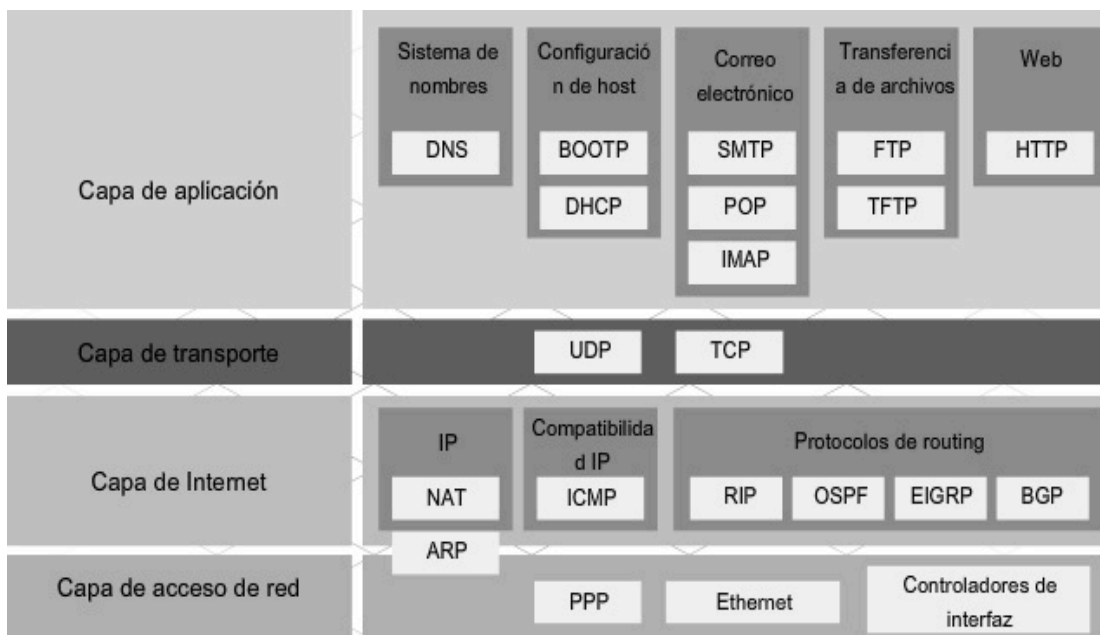 Capa de aplicación
Sistema de
nombres
DNS
Configuració
n de host
BOOTP
DHCP
Correo
electrónico
SMTP
POP
IMAP
Transferenci
a de archivos
FTP
TFTP
Web
HTTP
Capa de transporte
UDP
TCP
Capa de Internet
IP
NAT
ARP
Compatibilida
d IP
ICMP
Protocolos de routing
RIP
OSPF
EIGRP
BGP
Capa de acceso de red
PPP
Ethernet
Controladores de
interfaz